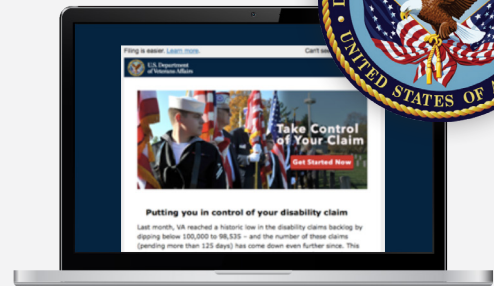 Filing is easier. Learn more.
Can't se
U.S. Department
of Veterans Affairs
UNITED STATES OF
Take Control
of Your Claim
Get Started Now
Putting you in control of your disability claim
Last month, VA reached a historic low in the disability claims backlog by
dipping below 100,000 to 98,535 – and the number of these claims
(pending more than 125 days) has come down even further since. This